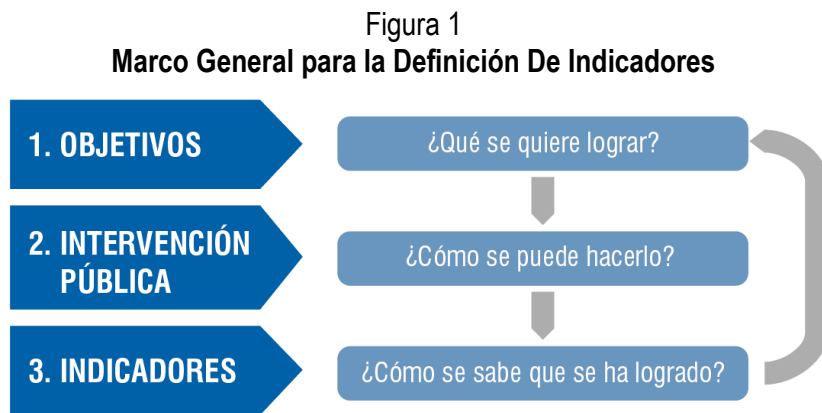 Figura 1
Marco General para la Definición De Indicadores
1. OBJETIVOS
¿Qué se quiere lograr?
2. INTERVENCIÓN
PÚBLICA
¿Cómo se puede hacerlo?
3. INDICADORES
¿Cómo se sabe que se ha logrado?